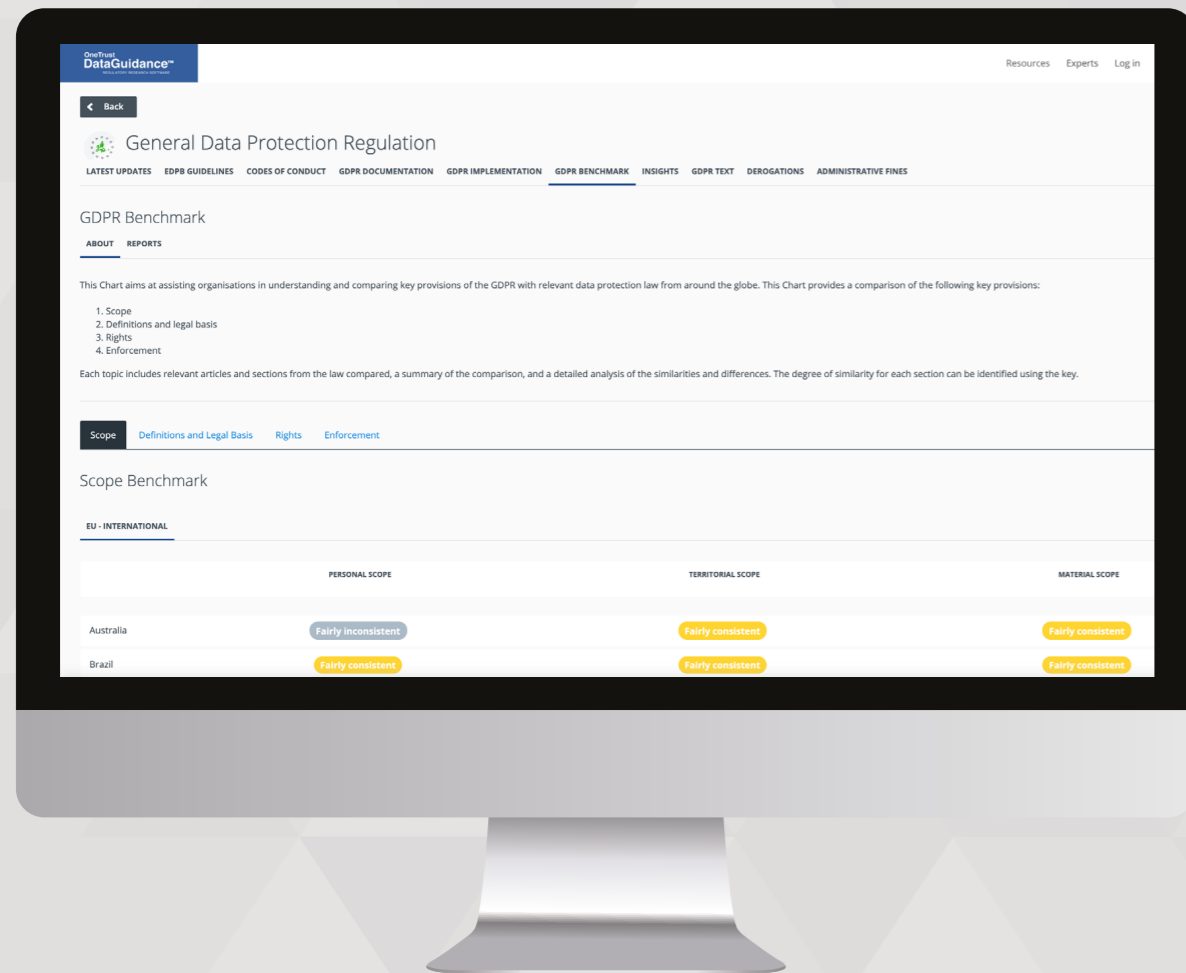 OneTrust
DataGuidance™
REGULATORY RESEARCH SOFTWARE
Resources Experts Log in
Back
General Data Protection Regulation
LATEST UPDATES EDPB GUIDELINES CODES OF CONDUCT GDPR DOCUMENTATION GDPR IMPLEMENTATION GDPR BENCHMARK INSIGHTS GDPR TEXT DEROGATIONS ADMINISTRATIVE FINES
GDPR Benchmark
ABOUT REPORTS
This Chart aims at assisting organisations in understanding and comparing key provisions of the GDPR with relevant data protection law from around the globe. This Chart provides a comparison of the following key provisions:
1. Scope
2. Definitions and legal basis
3. Rights
4. Enforcement
Each topic includes relevant articles and sections from the law compared, a summary of the comparison, and a detailed analysis of the similarities and differences. The degree of similarity for each section can be identified using the key.
Scope Definitions and Legal Basis Rights Enforcement
Scope Benchmark
EU - INTERNATIONAL
PERSONAL SCOPE TERRITORIAL SCOPE MATERIAL SCOPE
Australia Fairly inconsistent Fairly consistent Fairly consistent
Brazil Fairly consistent Fairly consistent Fairly consistent